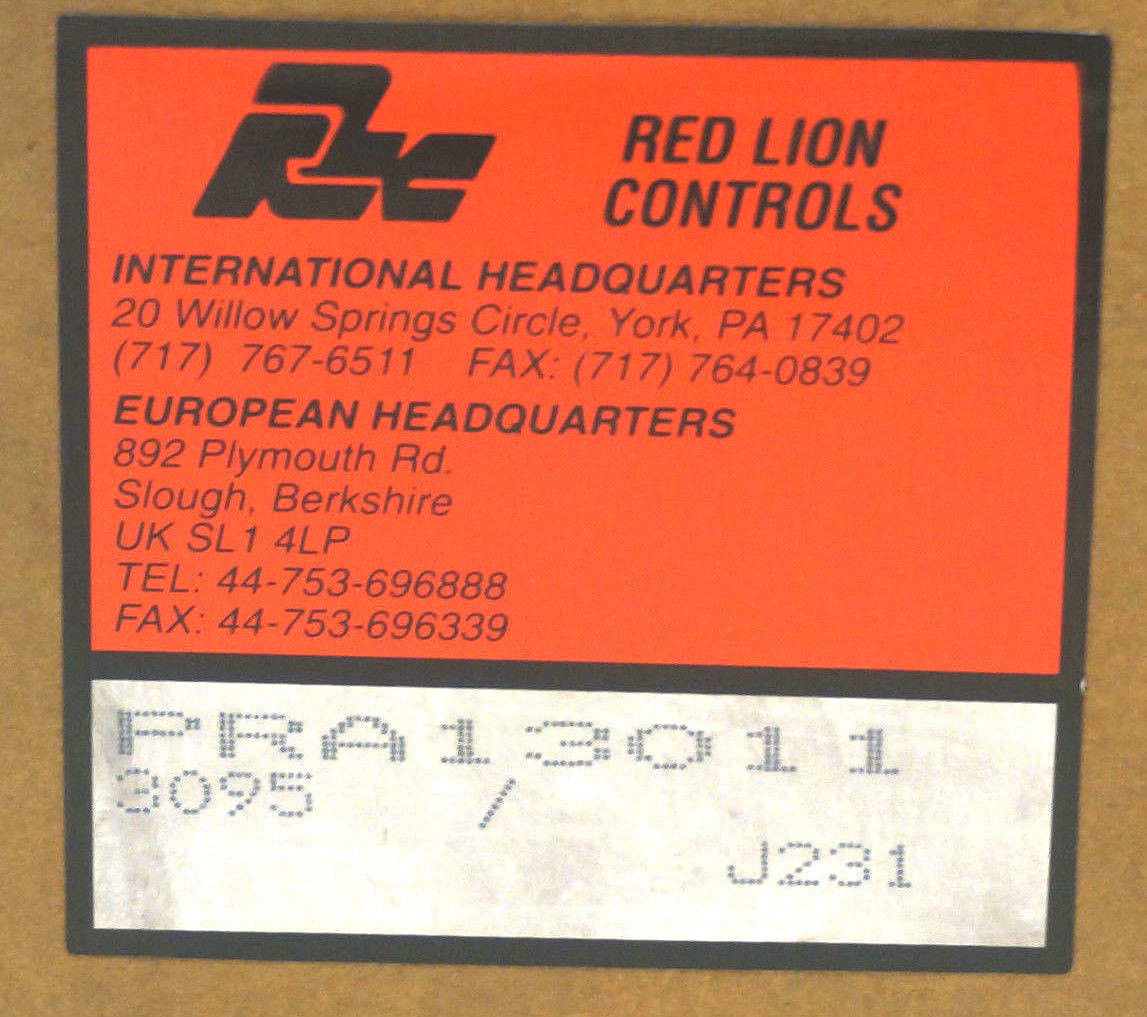 RLC
RED LION
CONTROLS
INTERNATIONAL HEADQUARTERS
20 Willow Springs Circle, York, PA 17402
(717) 767-6511 FAX: (717) 764-0839
EUROPEAN HEADQUARTERS
892 Plymouth Rd.
Slough, Berkshire
UK SL1 4LP
TEL: 44-753-696888
FAX: 44-753-696339
PRA13011
3095 /
J231